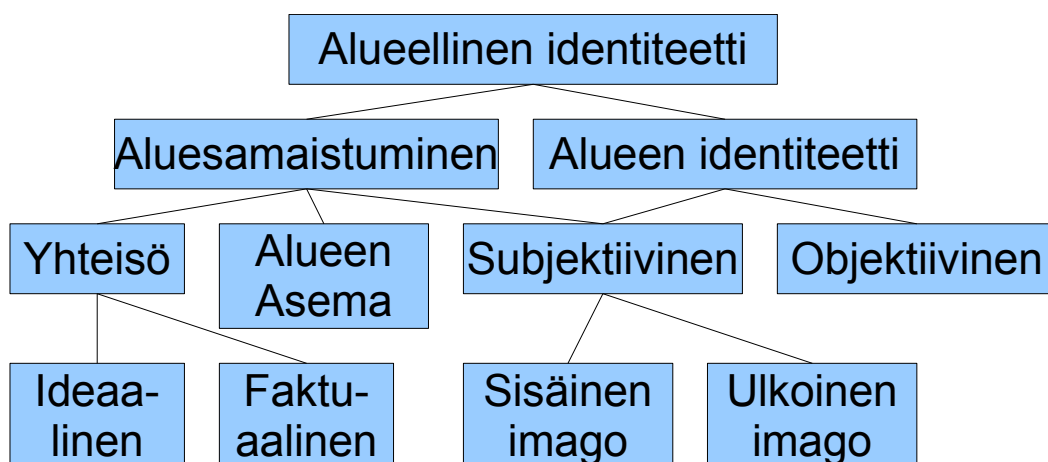 Alueellinen identiteetti
Aluesamaistuminen
Alueen identiteetti
Yhteisö
Alueen
Asema
Subjektiivinen
Objektiivinen
Ideaa-
linen
Faktu-
aalinen
Sisäinen
imago
Ulkoinen
imago